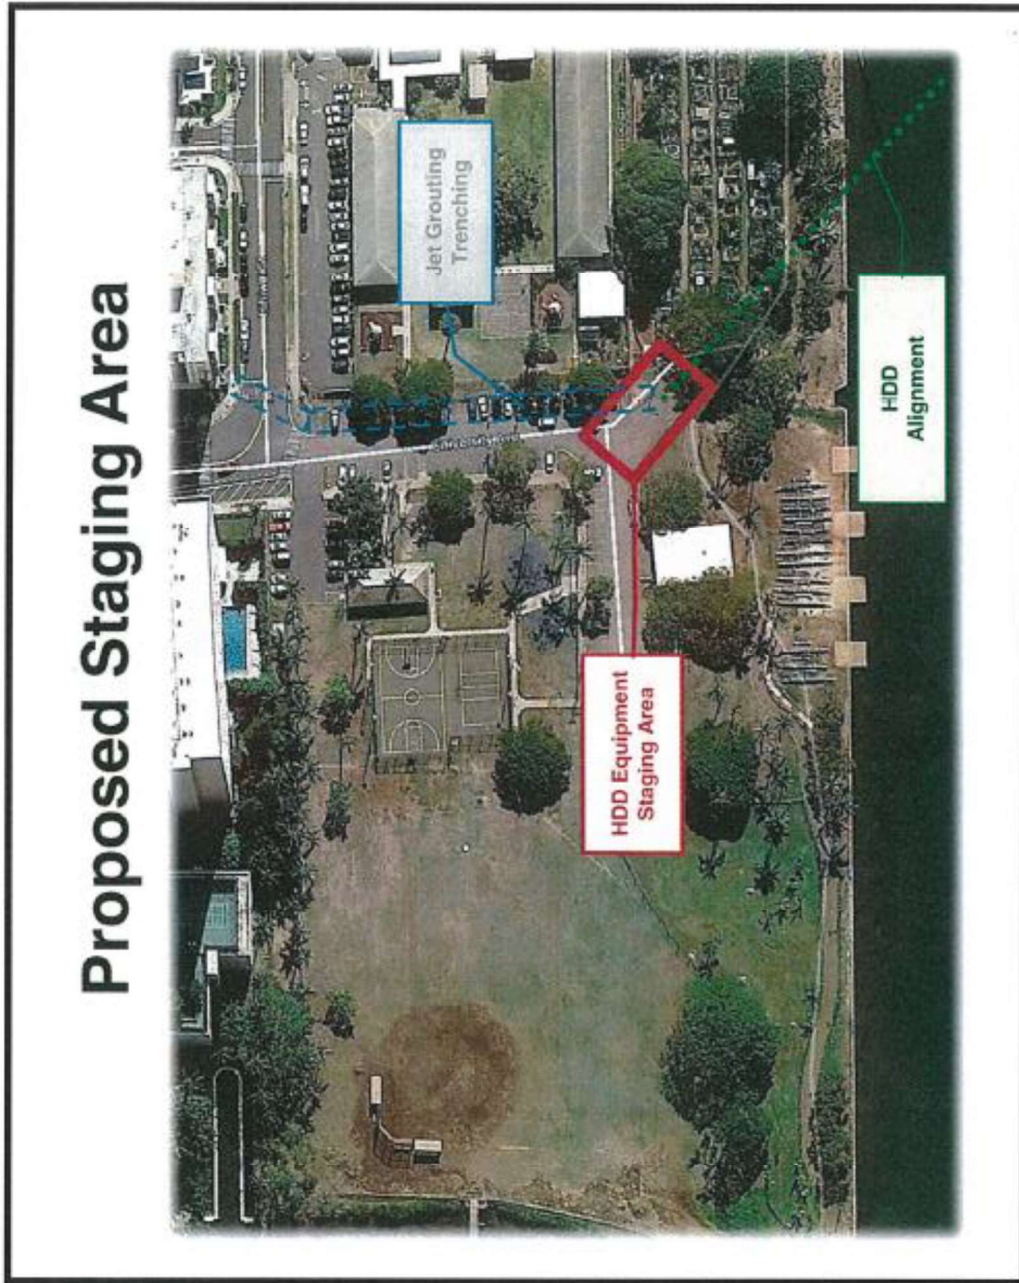 Proposed Staging Area
Jet Grouting
Trenching
HDD Equipment
Staging Area
HDD
Alignment